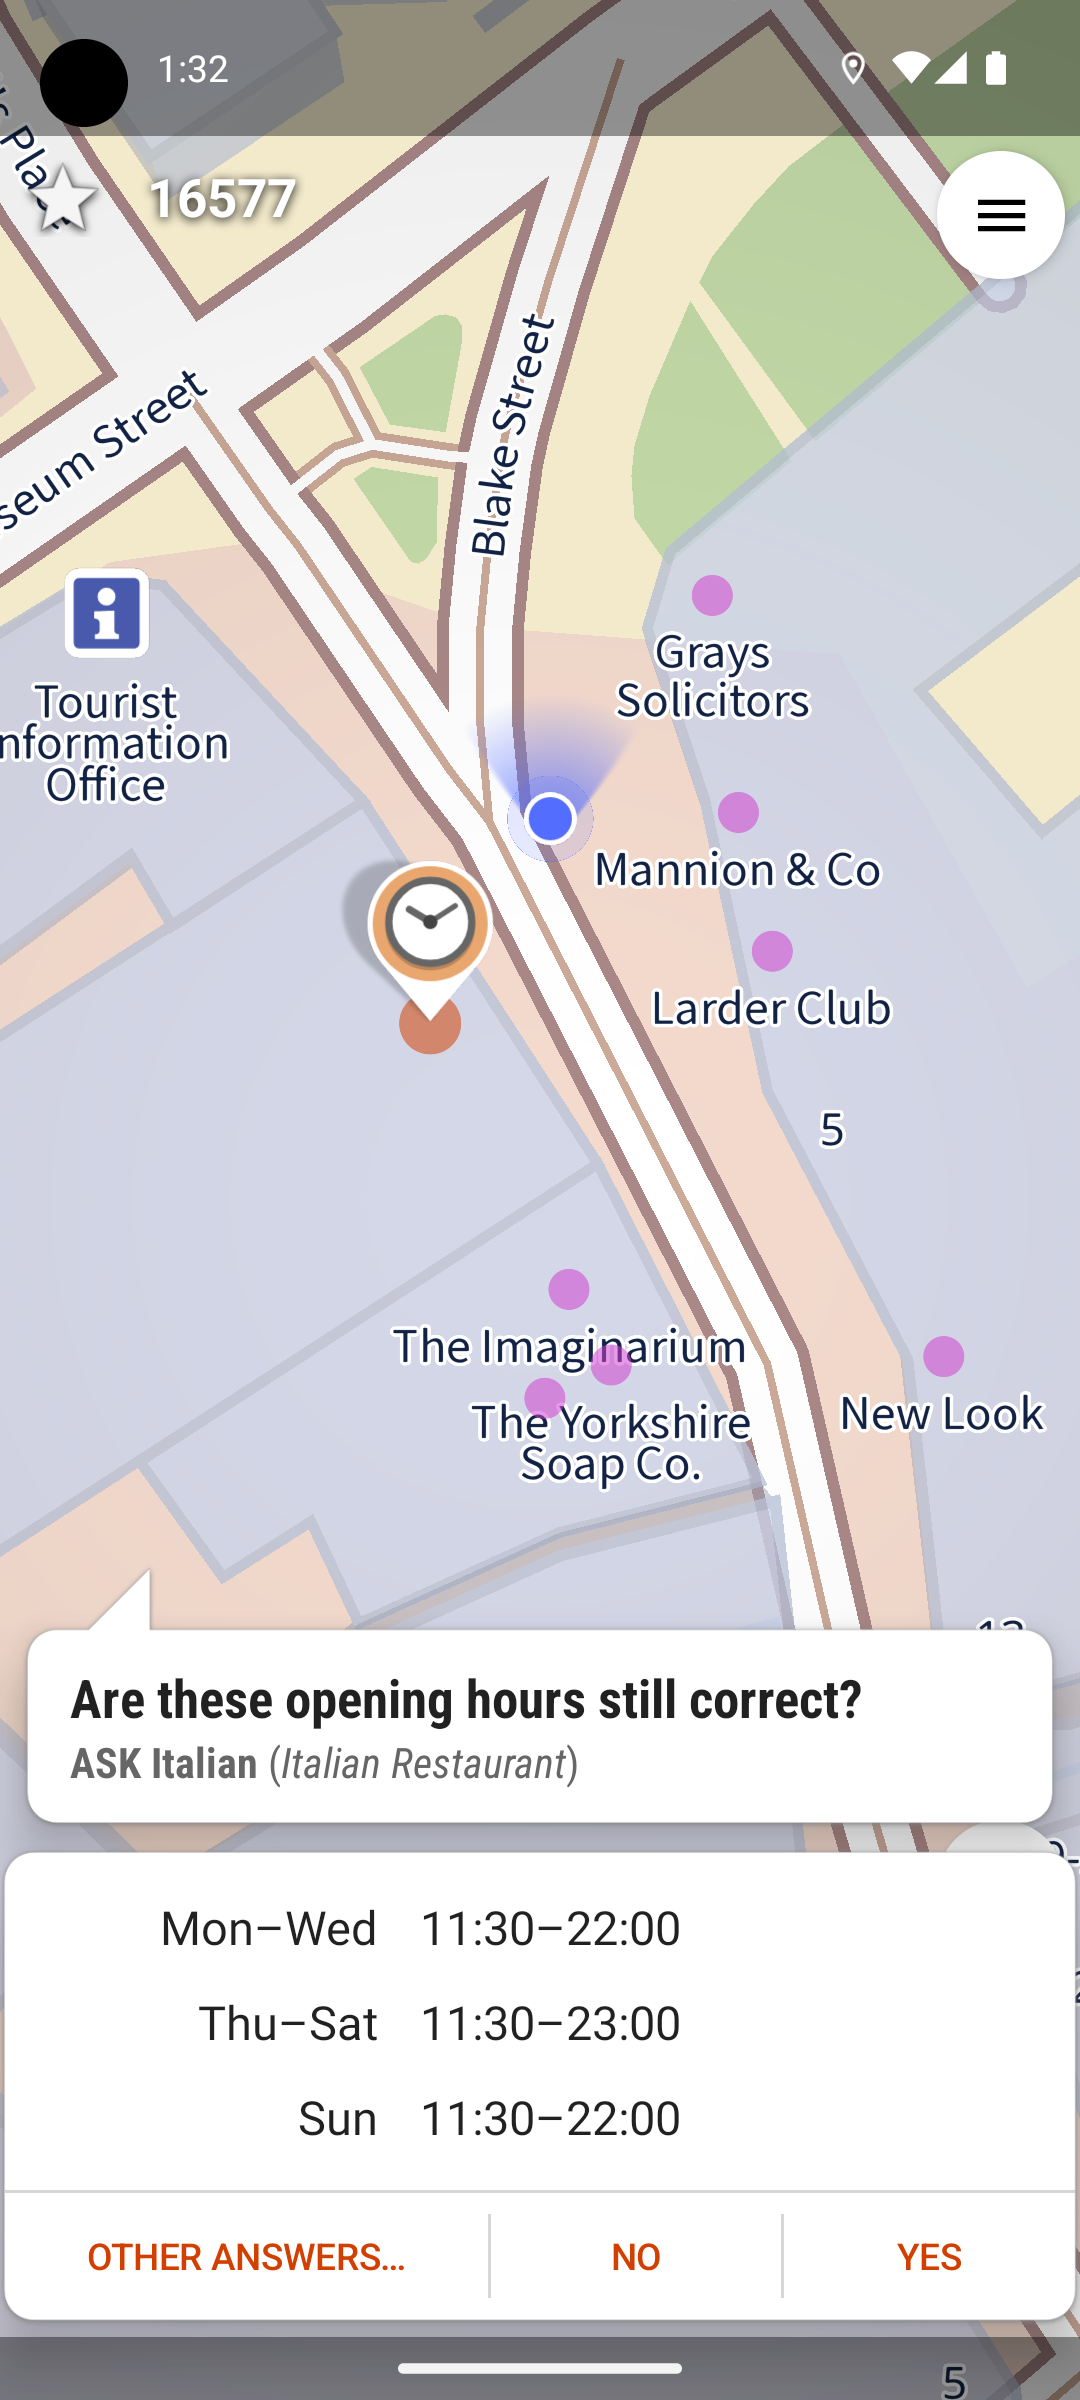 1:32
16577
Blake Street
seum Street
Tourist
nformation
Office
Grays
Solicitors
Mannion & Co
Larder Club
5
The Imaginarium
The Yorkshire
Soap Co.
New Look
Are these opening hours still correct?
ASK Italian (Italian Restaurant)
Mon–Wed 11:30–22:00
Thu–Sat 11:30–23:00
Sun 11:30–22:00
OTHER ANSWERS...
NO
YES
5